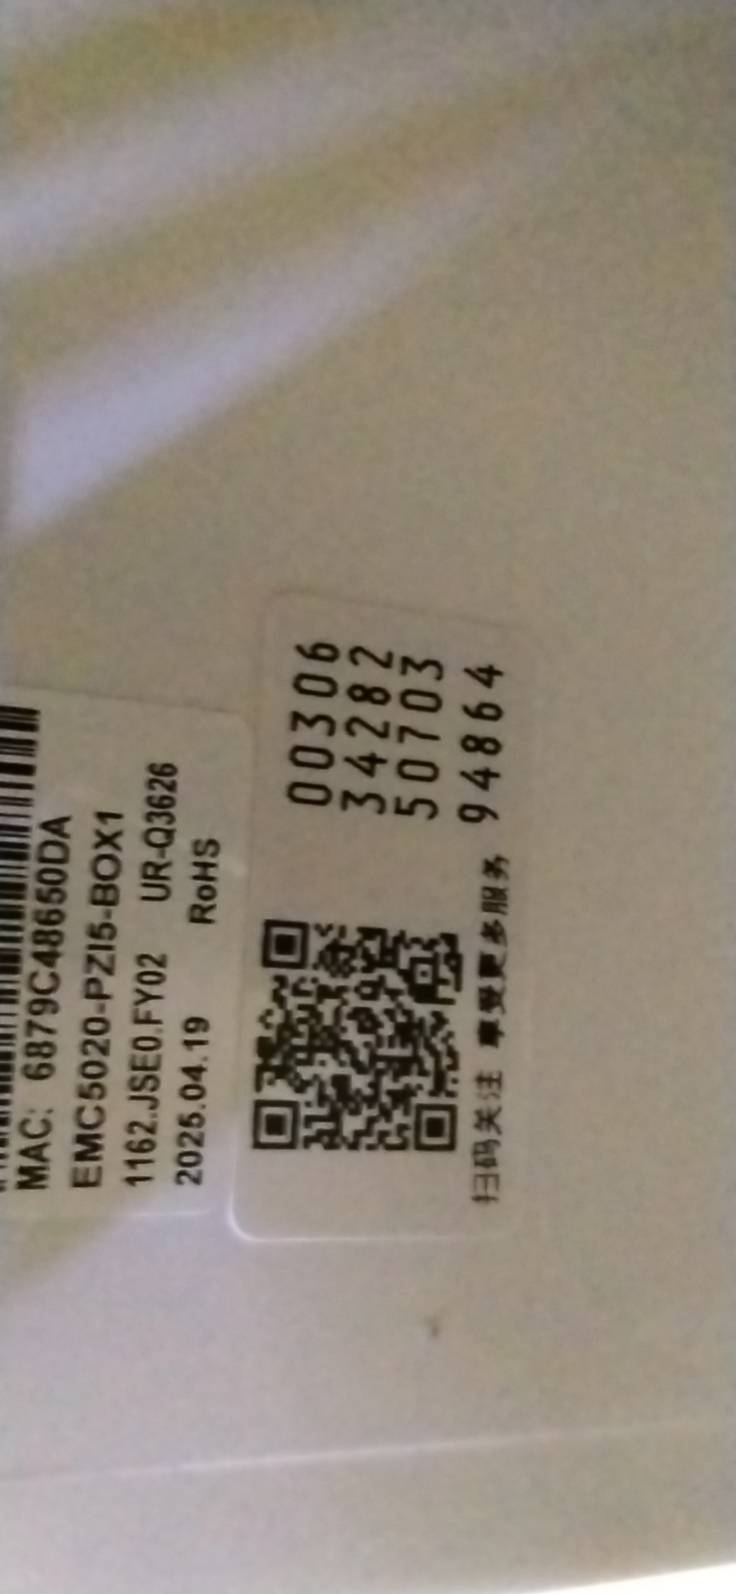 MAC: 6879C48650DA
EMC5020-PZI5-BOX1
1162.JSE0.FY02 UR-Q3626
2025.04.19 RoHS
00306
34282
50703
94864
扫码关注 享受更多服务